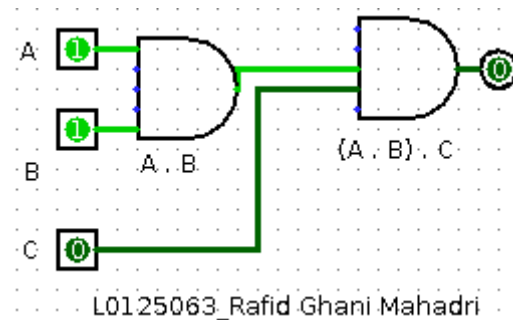 A 1
1 0
B A . B (A . B) . C
C 0
L0125063_Rafid Ghani Mahadri